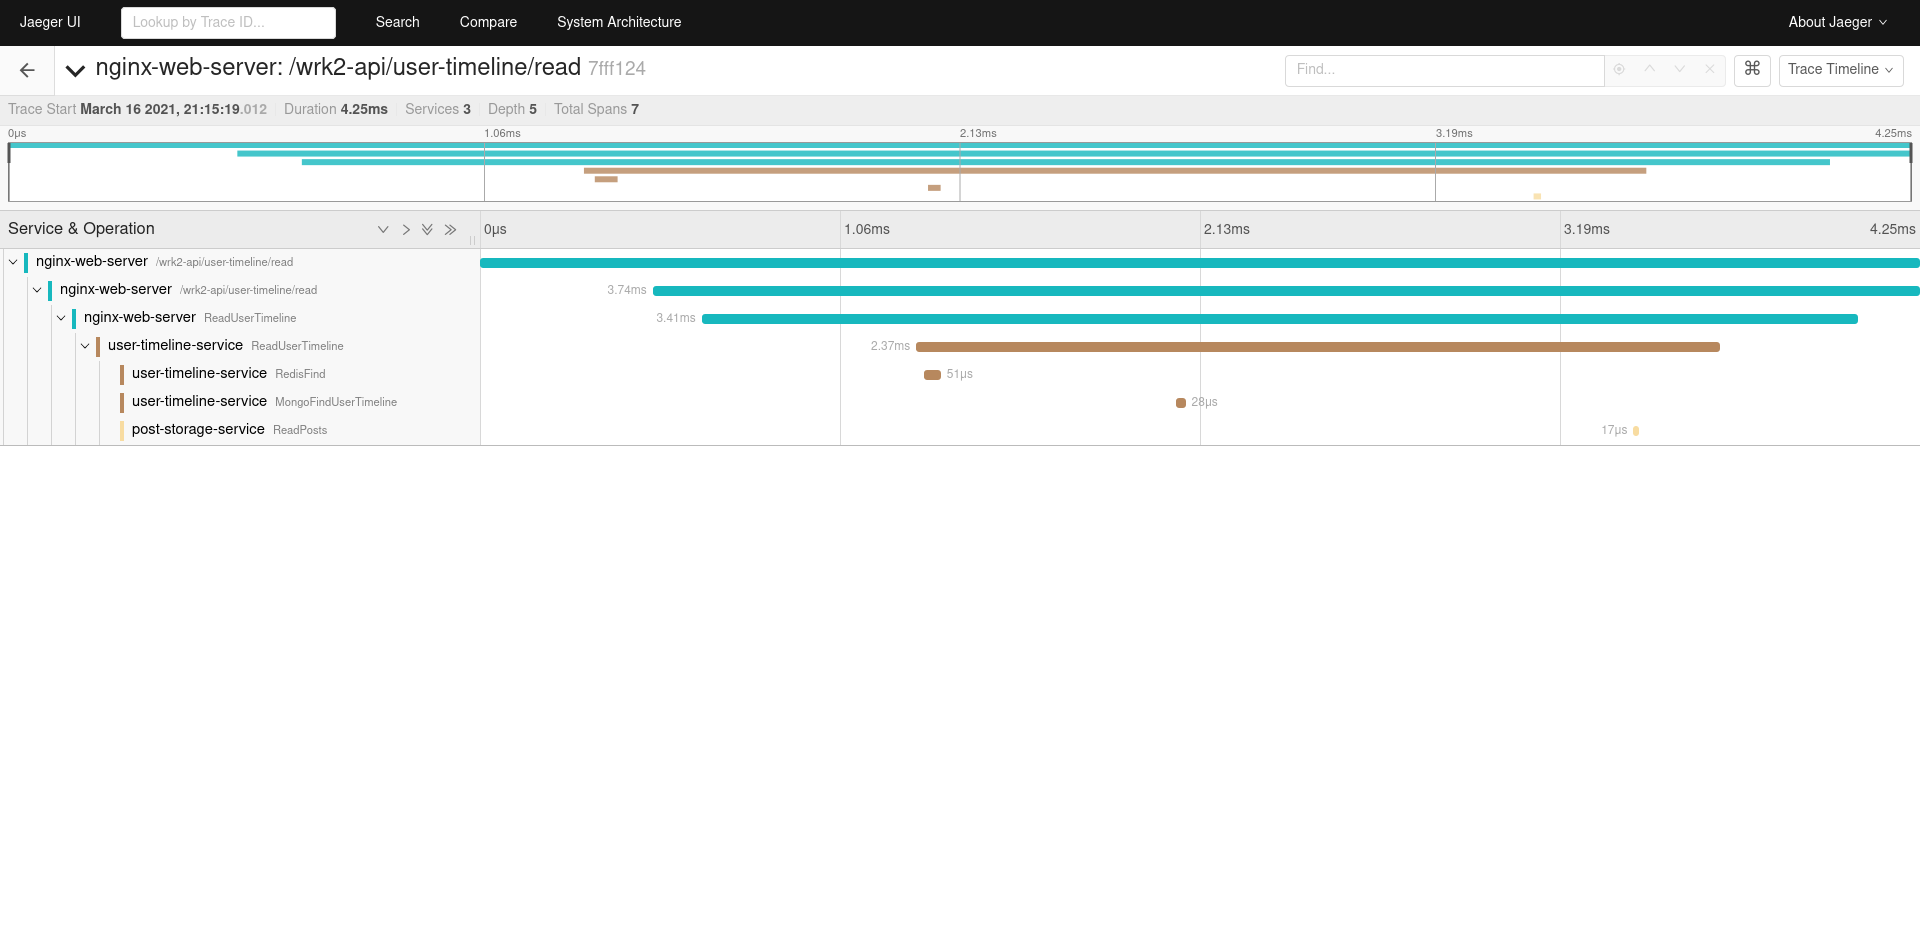 Jaeger UI Lookup by Trace ID... Search Compare System Architecture About Jaeger
nginx-web-server: /wrk2-api/user-timeline/read 7fff124 Find... ⌘ Trace Timeline
Trace Start March 16 2021, 21:15:19.012 Duration 4.25ms Services 3 Depth 5 Total Spans 7
0μs 1.06ms 2.13ms 3.19ms 4.25ms
Service & Operation 0μs 1.06ms 2.13ms 3.19ms 4.25ms
nginx-web-server /wrk2-api/user-timeline/read
nginx-web-server /wrk2-api/user-timeline/read 3.74ms
nginx-web-server ReadUserTimeline 3.41ms
user-timeline-service ReadUserTimeline 2.37ms
user-timeline-service RedisFind 51μs
user-timeline-service MongoFindUserTimeline 28μs
post-storage-service ReadPosts 17μs